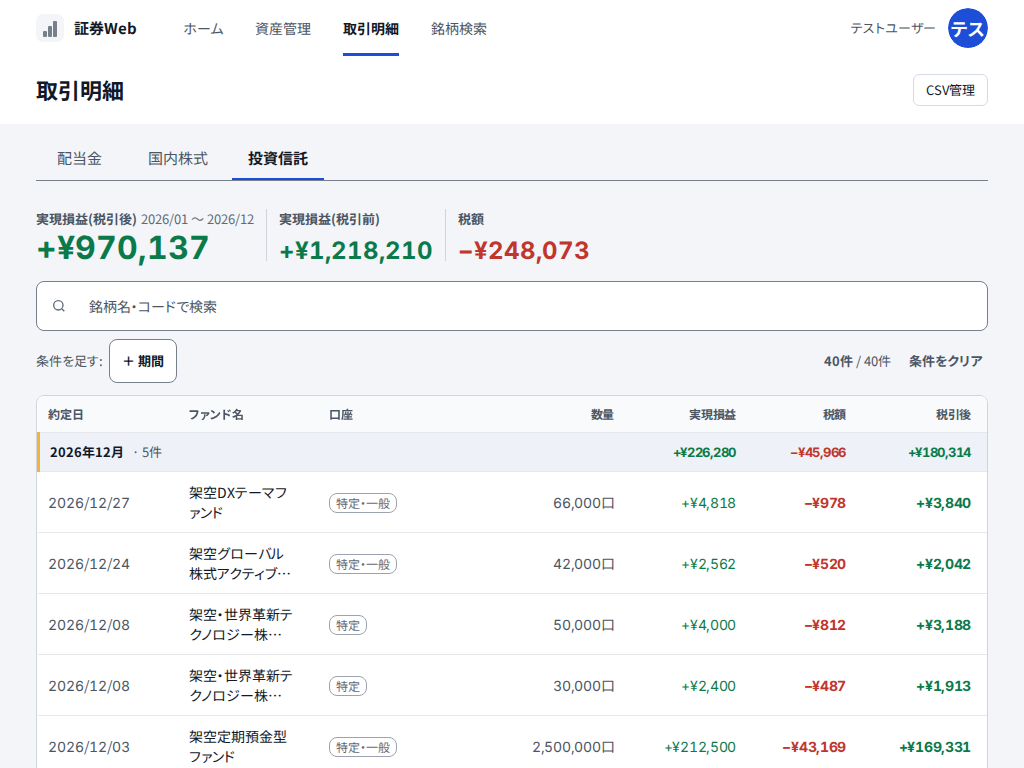 証券Web ホーム 資産管理 取引明細 銘柄検索 テストユーザー テス
取引明細 CSV管理
配当金 国内株式 投資信託
実現損益(税引後) 2026/01 〜 2026/12 実現損益(税引前) 税額
+¥970,137 +¥1,218,210 −¥248,073
銘柄名・コードで検索
条件を足す: + 期間 40件 / 40件 条件をクリア
約定日 ファンド名 口座 数量 実現損益 税額 税引後
2026年12月 · 5件 +¥226,280 −¥45,966 +¥180,314
2026/12/27 架空DXテーマフ 特定・一般 66,000口 +¥4,818 −¥978 +¥3,840
ァンド
2026/12/24 架空グローバル 特定・一般 42,000口 +¥2,562 −¥520 +¥2,042
株式アクティブ…
2026/12/08 架空・世界革新テ 特定 50,000口 +¥4,000 −¥812 +¥3,188
クノロジー株…
2026/12/08 架空・世界革新テ 特定 30,000口 +¥2,400 −¥487 +¥1,913
クノロジー株…
2026/12/03 架空定期預金型 特定・一般 2,500,000口 +¥212,500 −¥43,169 +¥169,331
ファンド